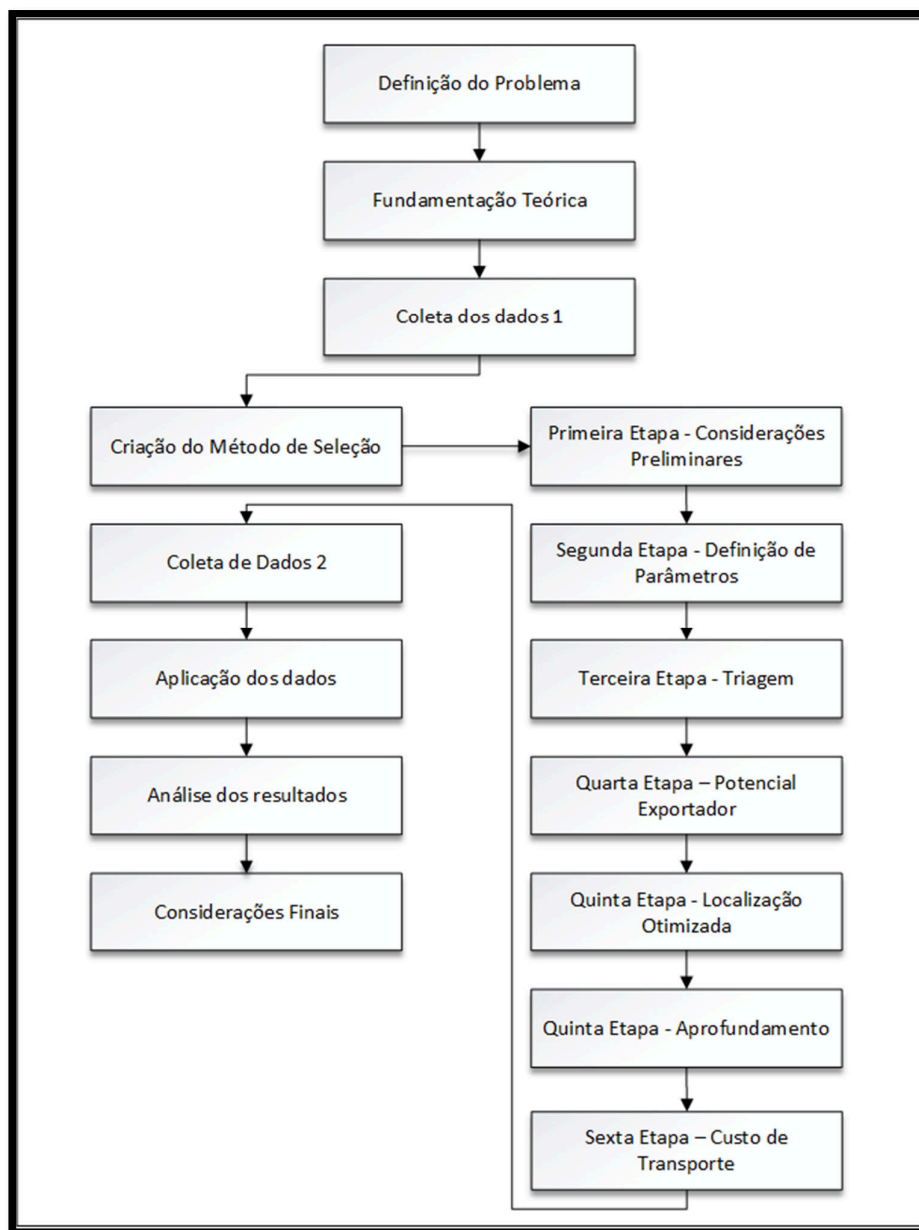 Definição do Problema
Fundamentação Teórica
Coleta dos dados 1
Criação do Método de Seleção
Primeira Etapa - Considerações
Preliminares
Segunda Etapa - Definição de
Parâmetros
Terceira Etapa - Triagem
Quarta Etapa – Potencial
Exportador
Quinta Etapa - Localização
Otimizada
Quinta Etapa - Aprofundamento
Sexta Etapa – Custo de
Transporte
Coleta de Dados 2
Aplicação dos dados
Análise dos resultados
Considerações Finais